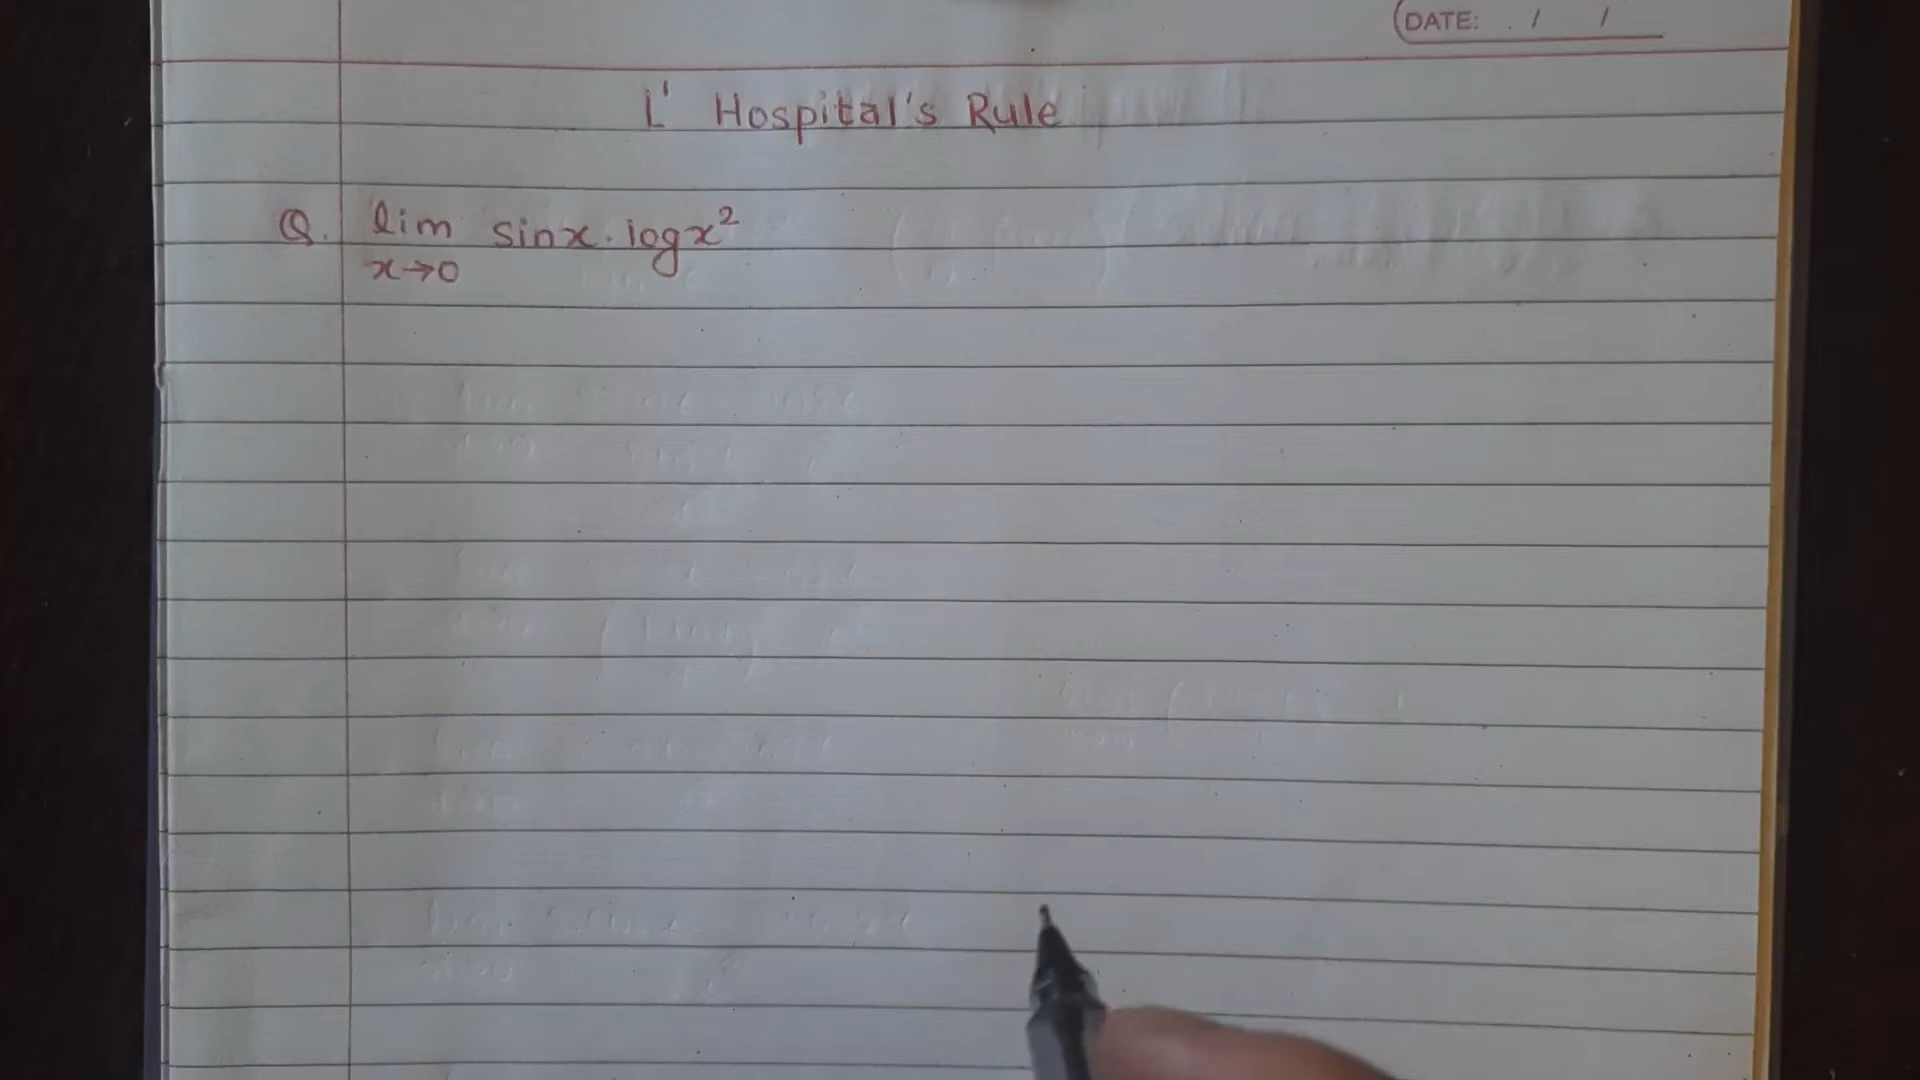 DATE: / /
L' Hospital's Rule
Q. lim sinx · logx²
x→0